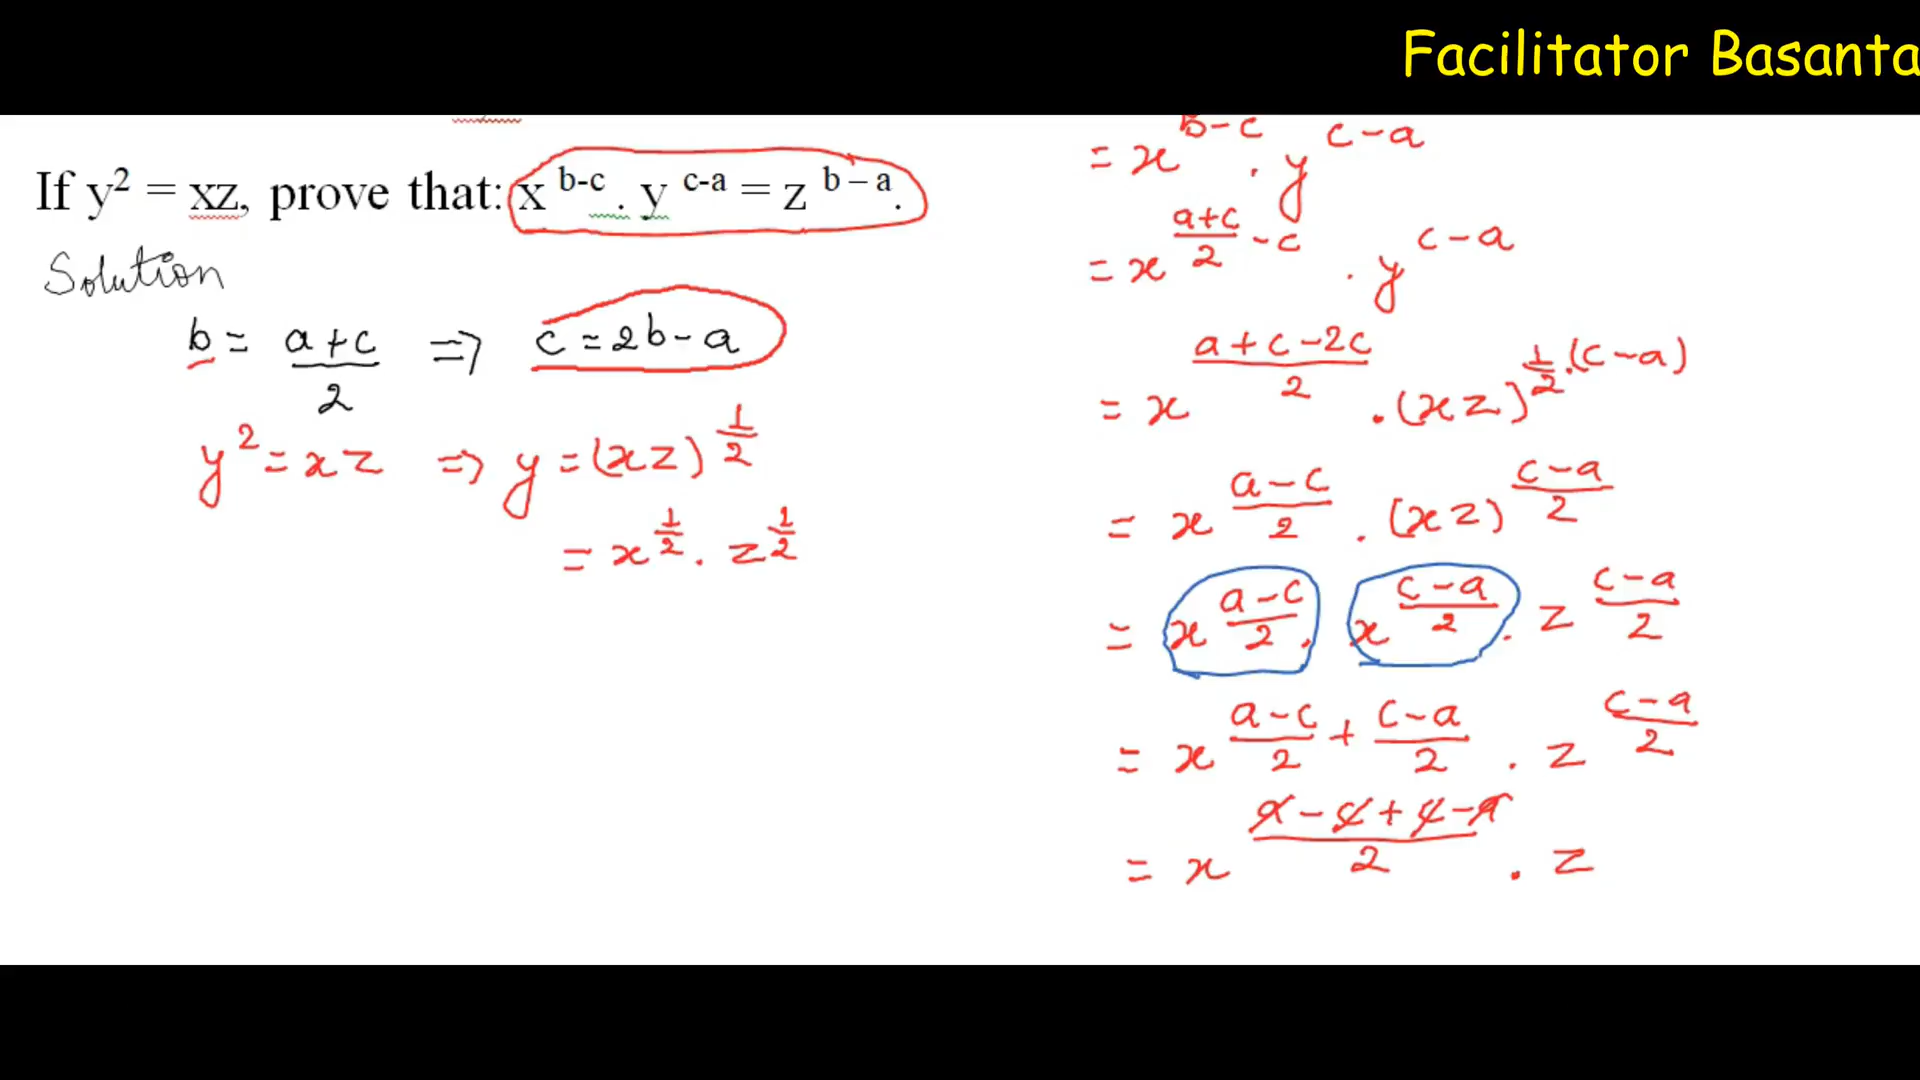 Facilitator Basanta
If y² = xz, prove that: x^(b-c) . y^(c-a) = z^(b – a).
Solution
b = (a+c)/2 ⇒ c = 2b - a
y² = xz ⇒ y = (xz)^(1/2)
= x^(1/2) . z^(1/2)
= x^(b-c) . y^(c-a)
= x^((a+c)/2 - c) . y^(c-a)
= x^((a+c-2c)/2) . (xz)^(1/2 . (c-a))
= x^((a-c)/2) . (xz)^((c-a)/2)
= x^((a-c)/2) . x^((c-a)/2) . z^((c-a)/2)
= x^((a-c)/2 + (c-a)/2) . z^((c-a)/2)
= x^((a-c+c-a)/2) . z